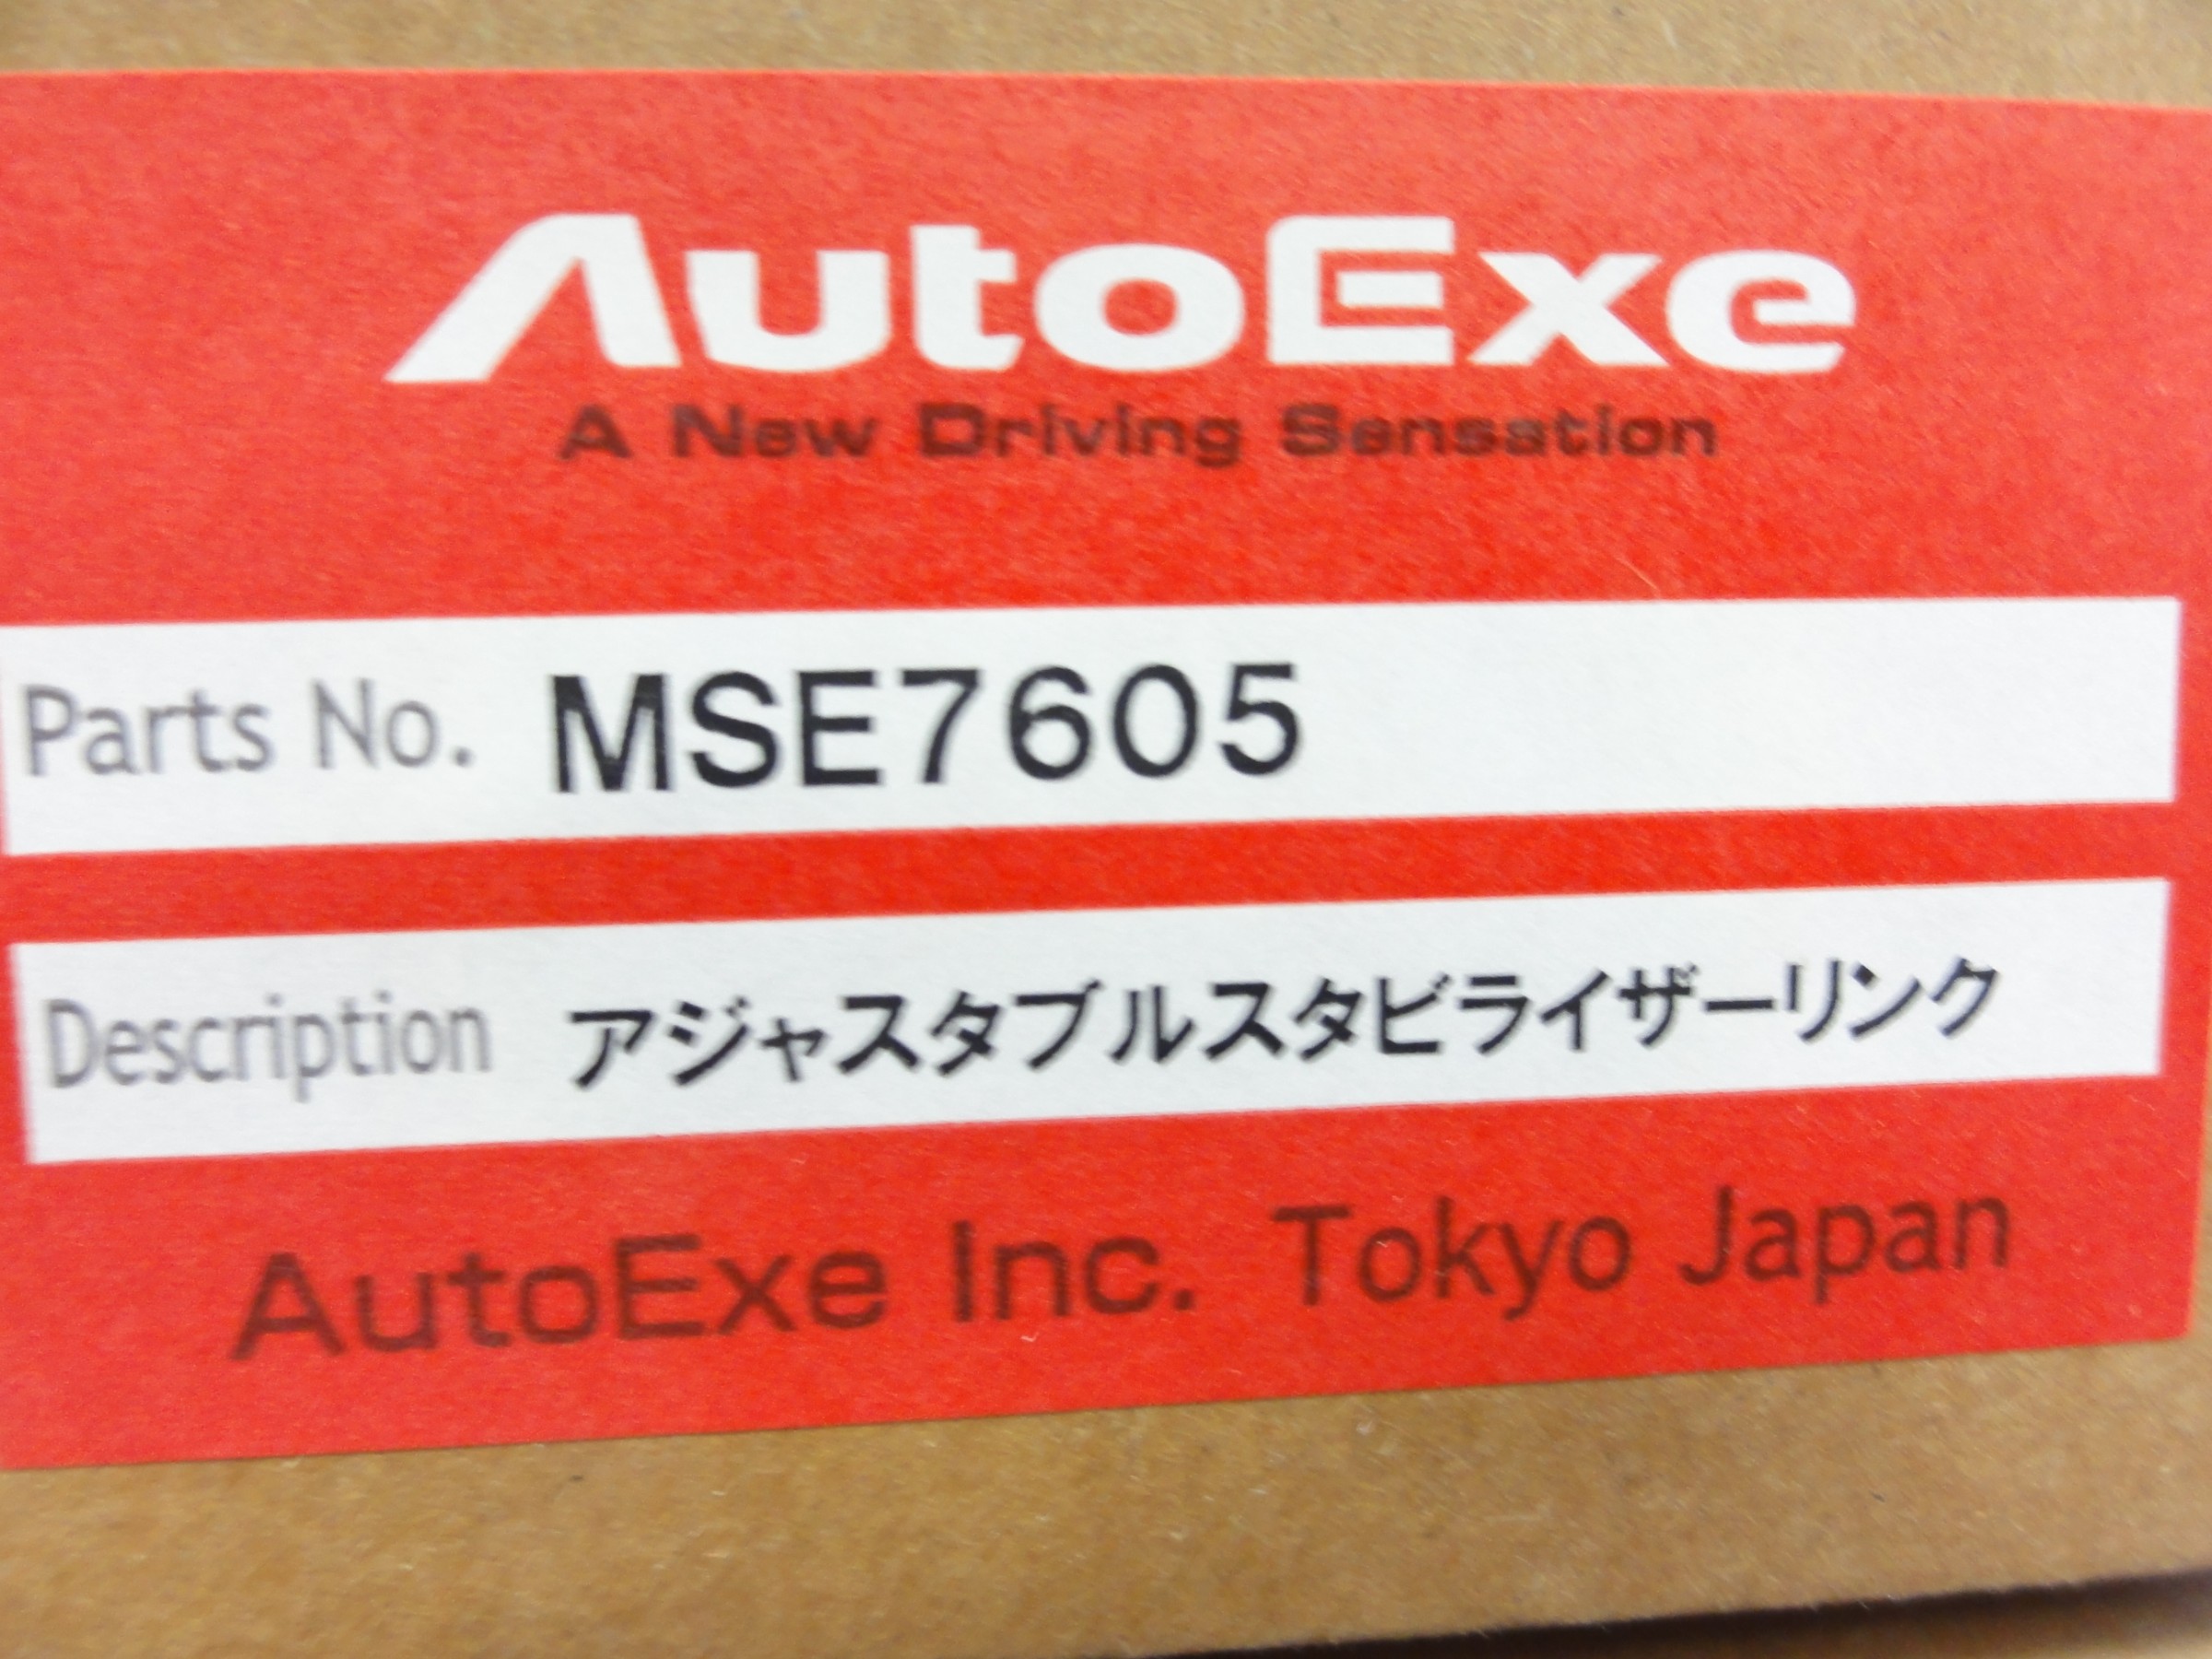 AutoExe
A New Driving Sensation
Parts No. MSE7605
Description アジャスタブルスタビライザーリンク
AutoExe Inc. Tokyo Japan